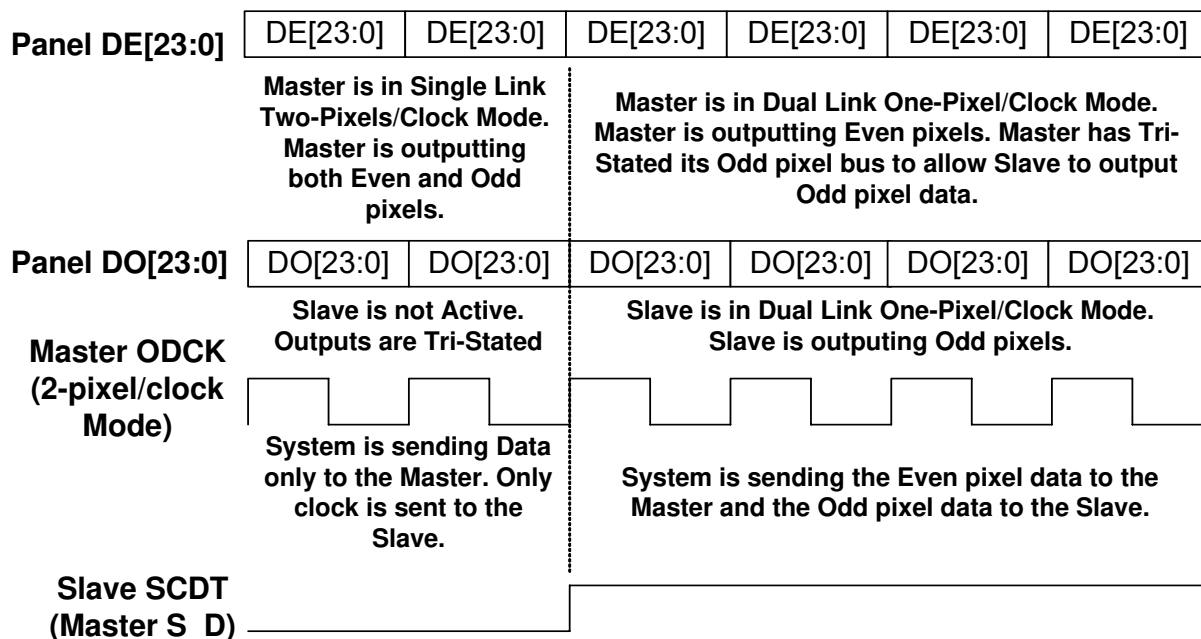 Panel DE[23:0] DE[23:0] DE[23:0] DE[23:0] DE[23:0] DE[23:0] DE[23:0]
Master is in Single Link
Two-Pixels/Clock Mode.
Master is outputting
both Even and Odd
pixels.
Master is in Dual Link One-Pixel/Clock Mode.
Master is outputting Even pixels. Master has Tri-
Stated its Odd pixel bus to allow Slave to output
Odd pixel data.
Panel DO[23:0] DO[23:0] DO[23:0] DO[23:0] DO[23:0] DO[23:0] DO[23:0]
Slave is not Active.
Outputs are Tri-Stated
Slave is in Dual Link One-Pixel/Clock Mode.
Slave is outputing Odd pixels.
Master ODCK
(2-pixel/clock
Mode)
System is sending Data
only to the Master. Only
clock is sent to the
Slave.
System is sending the Even pixel data to the
Master and the Odd pixel data to the Slave.
Slave SCDT
(Master S_D)